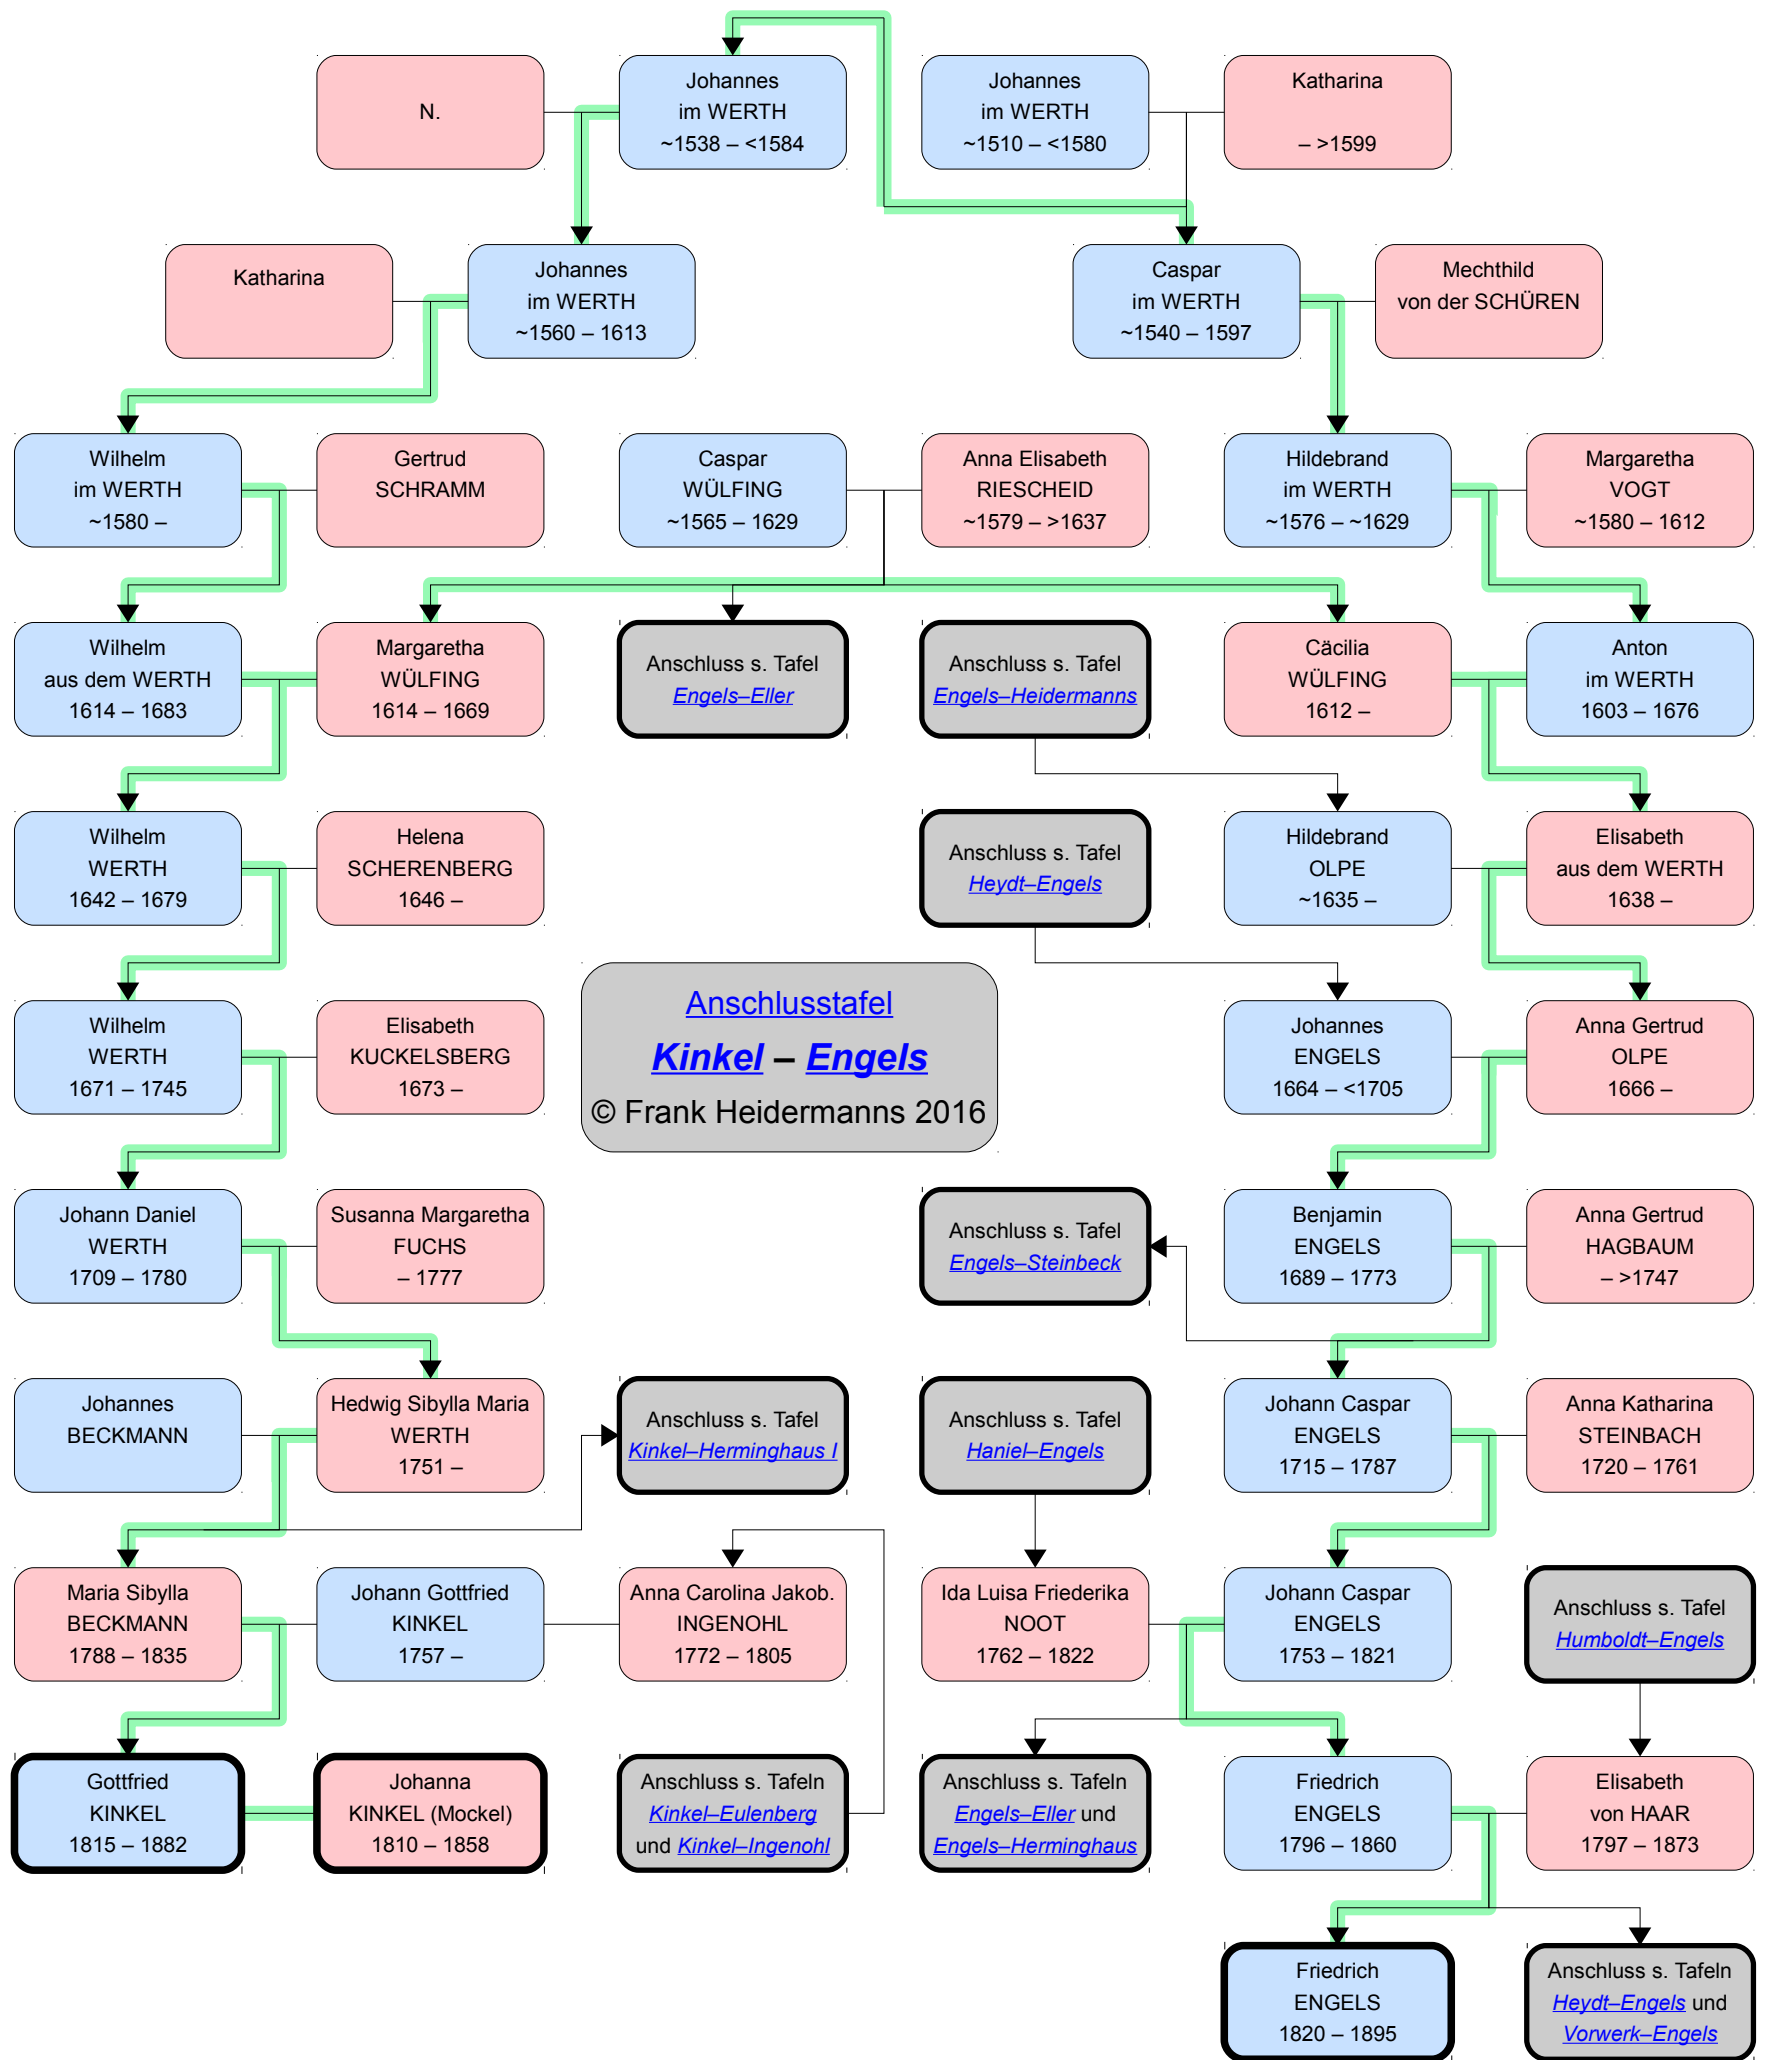 N.
Johannes
im WERTH
~1538 – <1584
Johannes
im WERTH
~1510 – <1580
Katharina
– >1599
Katharina
Johannes
im WERTH
~1560 – 1613
Caspar
im WERTH
~1540 – 1597
Mechthild
von der SCHÜREN
Wilhelm
im WERTH
~1580 –
Gertrud
SCHRAMM
Caspar
WÜLFING
~1565 – 1629
Anna Elisabeth
RIESCHEID
~1579 – >1637
Hildebrand
im WERTH
~1576 – ~1629
Margaretha
VOGT
~1580 – 1612
Wilhelm
aus dem WERTH
1614 – 1683
Margaretha
WÜLFING
1614 – 1669
Anschluss s. Tafel
Engels–Eller
Anschluss s. Tafel
Engels–Heidermanns
Cäcilia
WÜLFING
1612 –
Anton
im WERTH
1603 – 1676
Wilhelm
WERTH
1642 – 1679
Helena
SCHERENBERG
1646 –
Anschluss s. Tafel
Heydt–Engels
Hildebrand
OLPE
~1635 –
Elisabeth
aus dem WERTH
1638 –
Wilhelm
WERTH
1671 – 1745
Elisabeth
KUCKELSBERG
1673 –
Anschlusstafel
Kinkel – Engels
© Frank Heidermanns 2016
Johannes
ENGELS
1664 – <1705
Anna Gertrud
OLPE
1666 –
Johann Daniel
WERTH
1709 – 1780
Susanna Margaretha
FUCHS
– 1777
Anschluss s. Tafel
Engels–Steinbeck
Benjamin
ENGELS
1689 – 1773
Anna Gertrud
HAGBAUM
– >1747
Johannes
BECKMANN
Hedwig Sibylla Maria
WERTH
1751 –
Anschluss s. Tafel
Kinkel–Herminghaus I
Anschluss s. Tafel
Haniel–Engels
Johann Caspar
ENGELS
1715 – 1787
Anna Katharina
STEINBACH
1720 – 1761
Maria Sibylla
BECKMANN
1788 – 1835
Johann Gottfried
KINKEL
1757 –
Anna Carolina Jakob.
INGENOHL
1772 – 1805
Ida Luisa Friederika
NOOT
1762 – 1822
Johann Caspar
ENGELS
1753 – 1821
Anschluss s. Tafel
Humboldt–Engels
Gottfried
KINKEL
1815 – 1882
Johanna
KINKEL (Mockel)
1810 – 1858
Anschluss s. Tafeln
Kinkel–Eulenberg
und Kinkel–Ingenohl
Anschluss s. Tafeln
Engels–Eller und
Engels–Herminghaus
Friedrich
ENGELS
1796 – 1860
Elisabeth
von HAAR
1797 – 1873
Friedrich
ENGELS
1820 – 1895
Anschluss s. Tafeln
Heydt–Engels und
Vorwerk–Engels